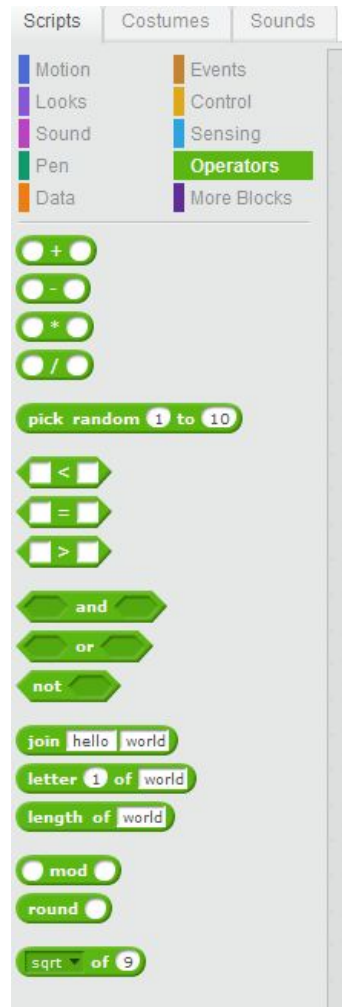 Scripts Costumes Sounds
Motion Events
Looks Control
Sound Sensing
Pen Operators
Data More Blocks
+
-
*
/
pick random 1 to 10
<
=
>
and
or
not
join hello world
letter 1 of world
length of world
mod
round
sqrt of 9